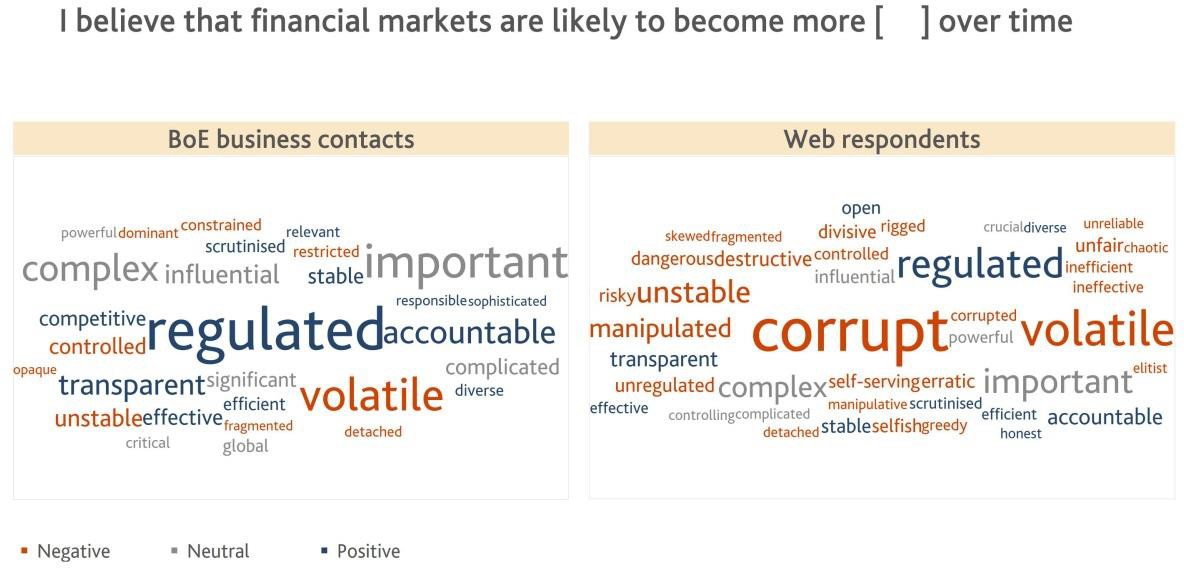 I believe that financial markets are likely to become more [ ] over time
BoE business contacts
powerful dominant constrained relevant
scrutinised restricted
complex influential stable important
responsible sophisticated
competitive regulated accountable
controlled
opaque transparent significant volatile complicated
efficient diverse
unstable effective fragmented
critical global detached
Web respondents
open
skewed fragmented divisive rigged crucial diverse unreliable
dangerous destructive controlled unfair chaotic
influential regulated inefficient
risky unstable ineffective
manipulated corrupt corrupted powerful volatile
transparent elitist
unregulated complex self-serving erratic important
effective manipulative scrutinised efficient accountable
controlling complicated
detached stable selfish greedy honest
Negative
Neutral
Positive